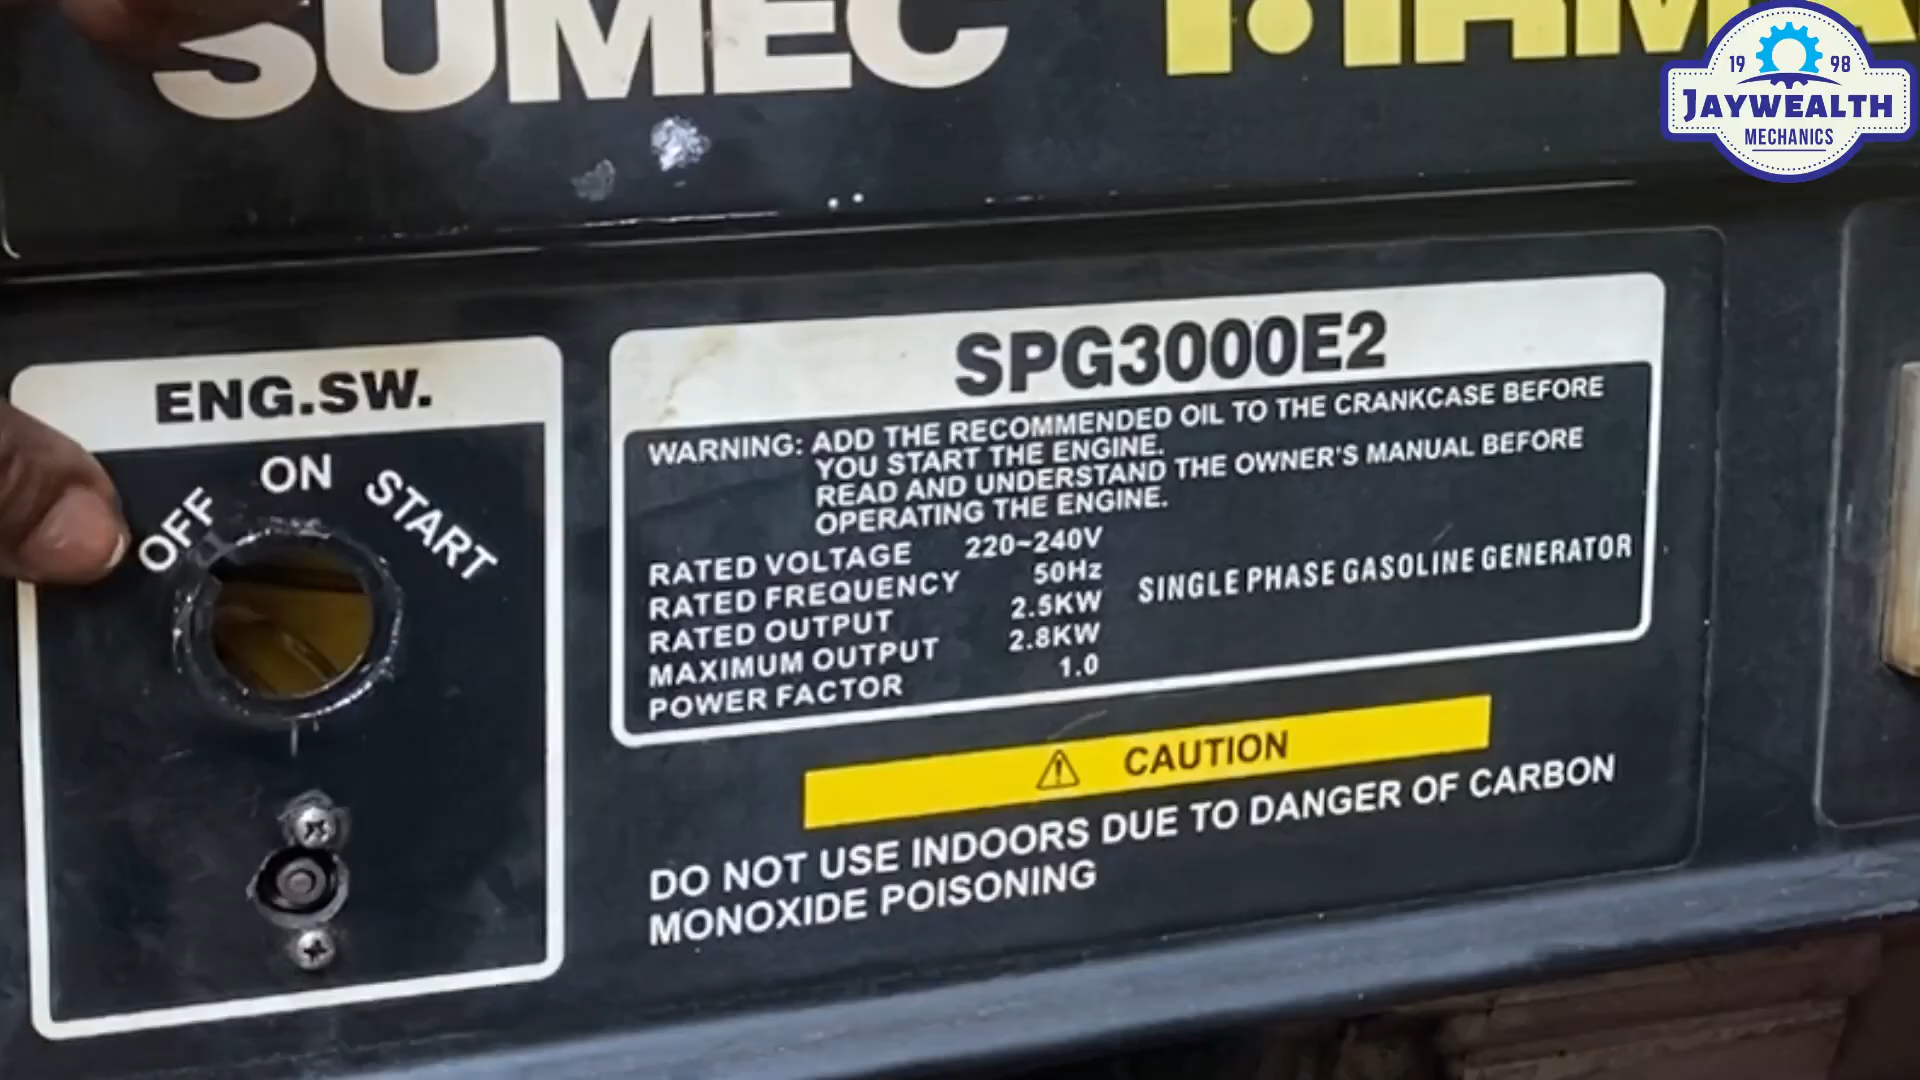 SUMEC
19 98
JAYWEALTH
MECHANICS
ENG.SW.
OFF ON START
SPG3000E2
WARNING: ADD THE RECOMMENDED OIL TO THE CRANKCASE BEFORE
YOU START THE ENGINE.
READ AND UNDERSTAND THE OWNER'S MANUAL BEFORE
OPERATING THE ENGINE.
RATED VOLTAGE 220~240V
RATED FREQUENCY 50Hz
RATED OUTPUT 2.5KW
MAXIMUM OUTPUT 2.8KW
POWER FACTOR 1.0
SINGLE PHASE GASOLINE GENERATOR
CAUTION
DO NOT USE INDOORS DUE TO DANGER OF CARBON
MONOXIDE POISONING